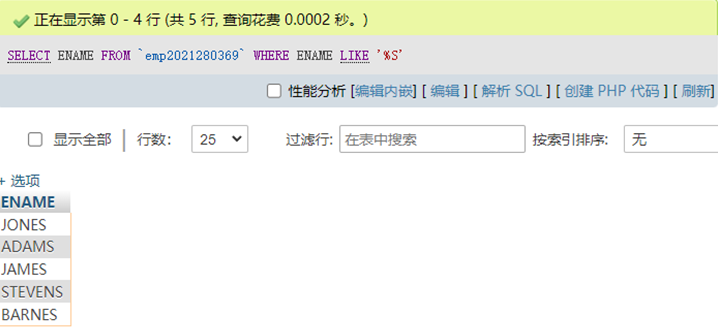 正在显示第 0 - 4 行 (共 5 行, 查询花费 0.0002 秒。)
SELECT ENAME FROM `emp2021280369` WHERE ENAME LIKE '%S'
性能分析 [编辑内嵌] [ 编辑 ] [ 解析 SQL ] [ 创建 PHP 代码 ] [ 刷新]
显示全部 | 行数: 25 过滤行: 在表中搜索 按索引排序: 无
+ 选项
ENAME
JONES
ADAMS
JAMES
STEVENS
BARNES